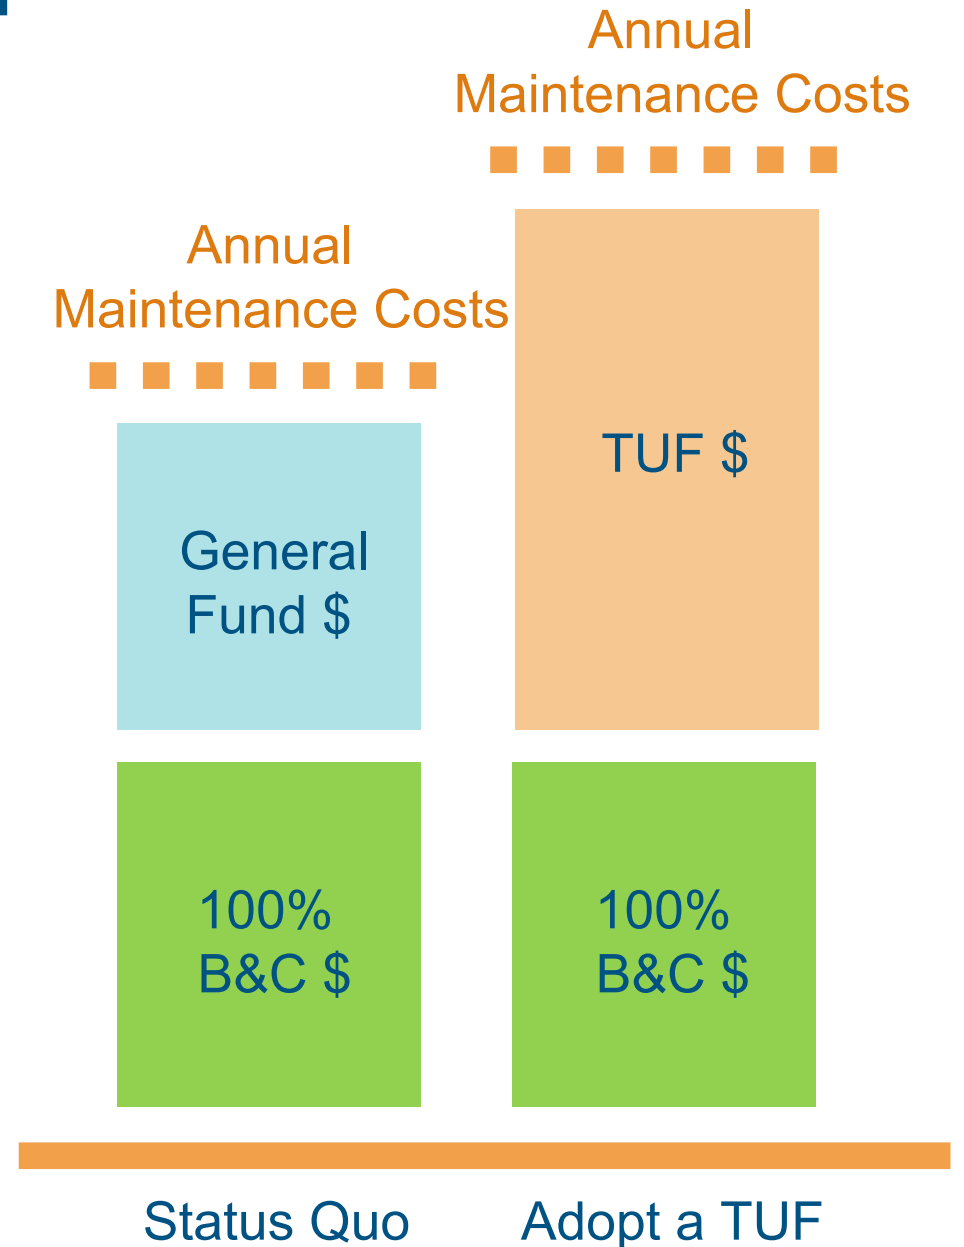 Annual
Maintenance Costs
Annual
Maintenance Costs
TUF $
General
Fund $
100%
B&C $
100%
B&C $
Status Quo
Adopt a TUF